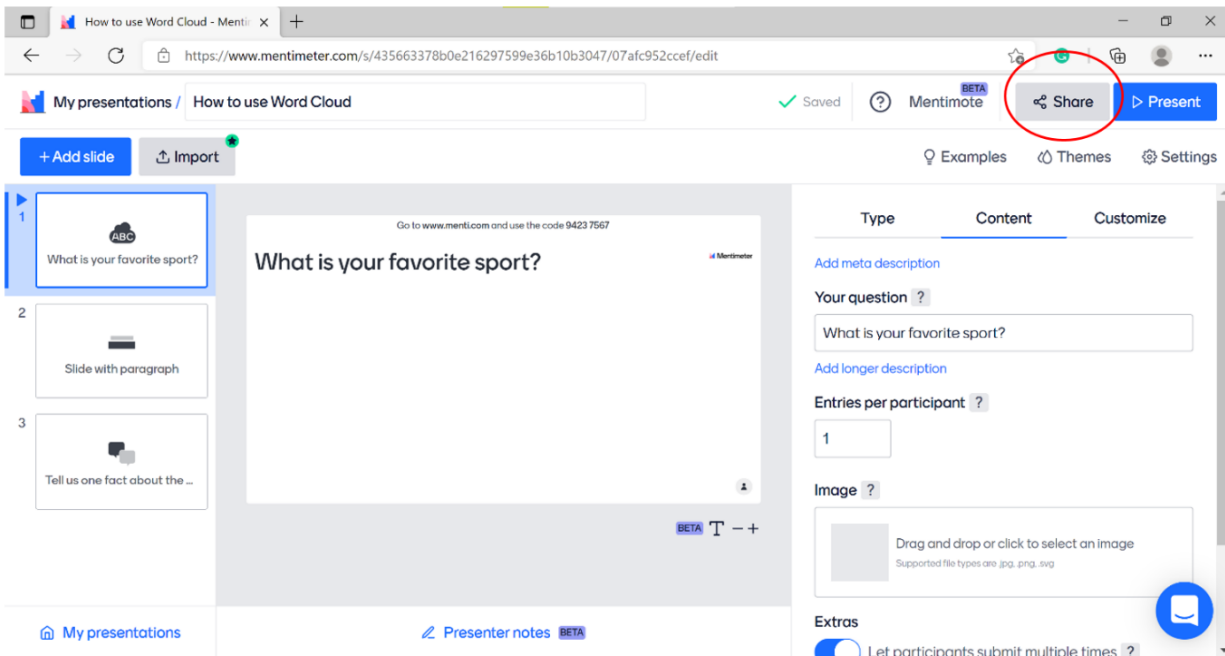 How to use Word Cloud - Menti
https://www.mentimeter.com/s/435663378b0e216297599e36b10b3047/07afc952ccef/edit
My presentations / How to use Word Cloud
Saved
?
Mentimote BETA
Share
Present
+ Add slide
Import
Examples
Themes
Settings
1
ABC
What is your favorite sport?
2
Slide with paragraph
3
Tell us one fact about the ...
Go to www.menti.com and use the code 9423 7567
What is your favorite sport?
Mentimeter
BETA T − +
Type Content Customize
Add meta description
Your question ?
What is your favorite sport?
Add longer description
Entries per participant ?
1
Image ?
Drag and drop or click to select an image
Supported file types are .jpg, .png, .svg
Extras
Let participants submit multiple times ?
My presentations
Presenter notes BETA